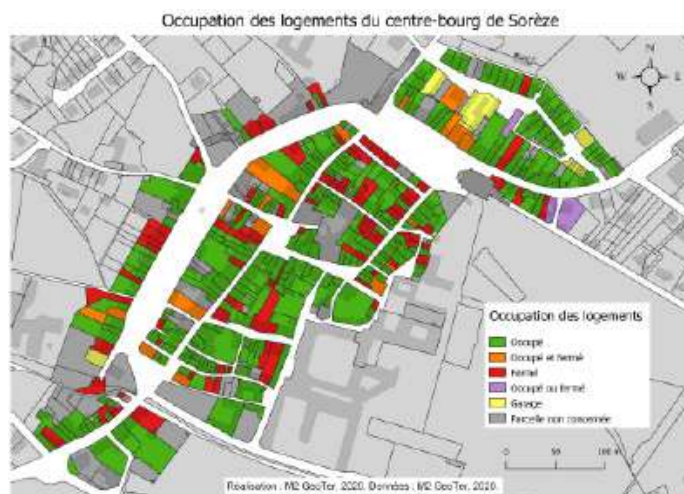 Occupation des logements du centre-bourg de Sorèze
N
W
E
S
Occupation des logements
Occupé
Occupé et fermé
Fermé
Occupé ou fermé
Garage
Parcelle non concernée
0 50 100 m
Réalisation : M2 GeoTer, 2020. Données : M2 GeoTer, 2020.